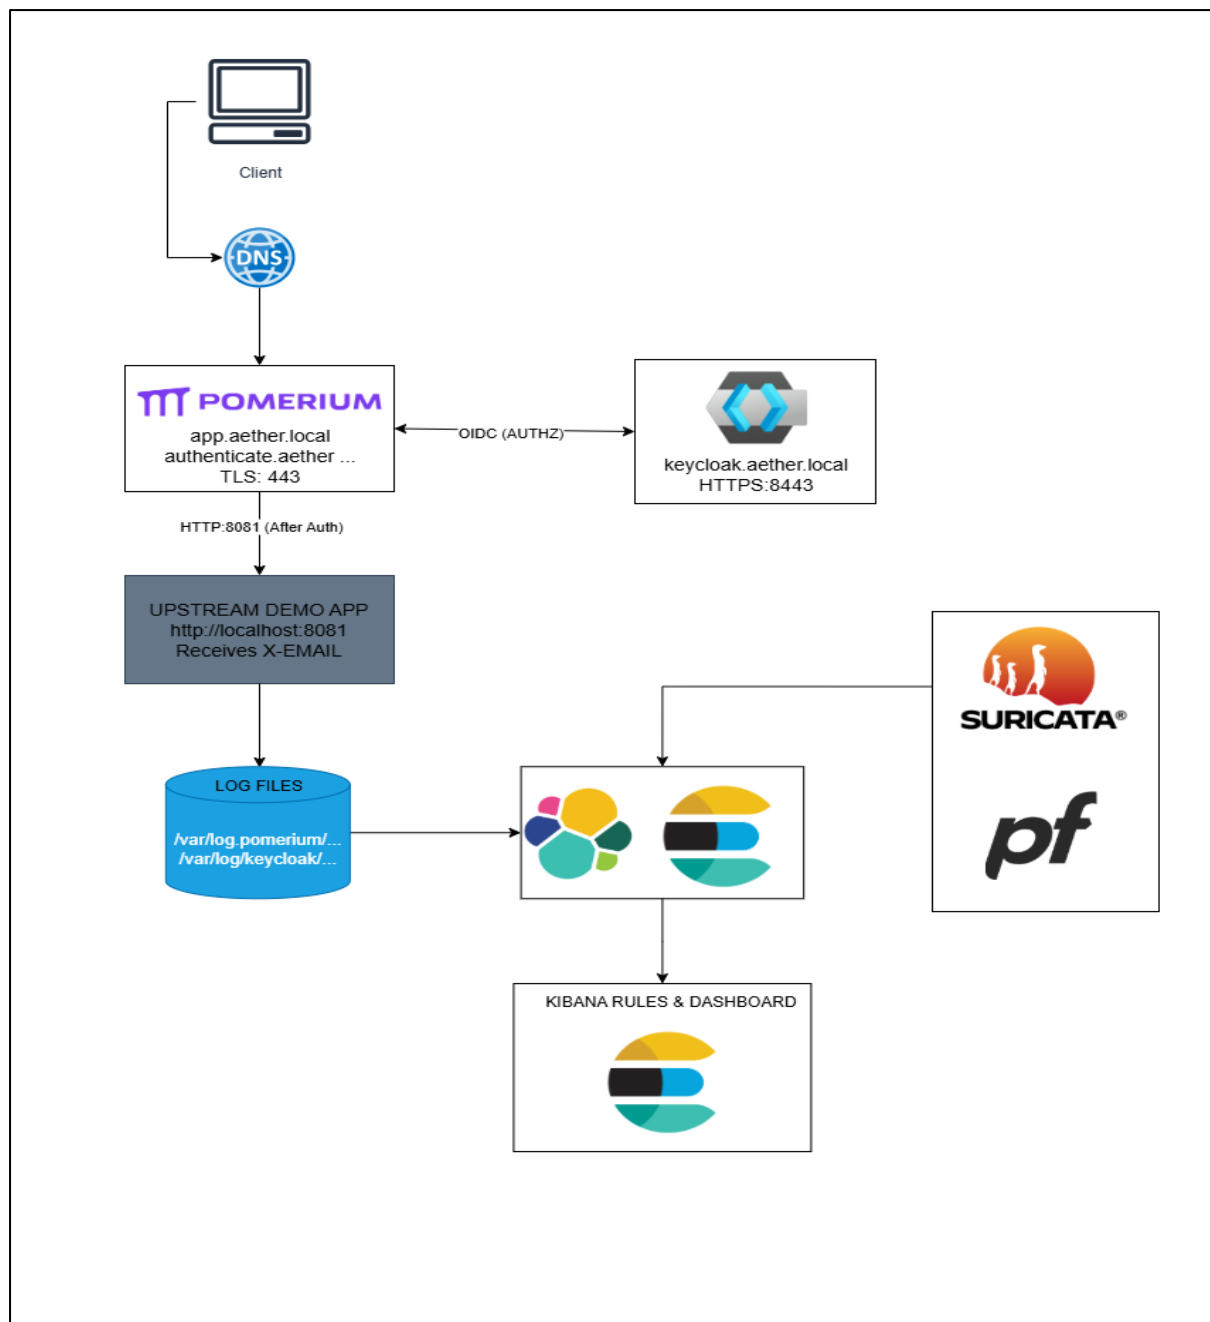 Client
DNS
POMERIUM
app.aether.local
authenticate.aether ...
TLS: 443
OIDC (AUTHZ)
keycloak.aether.local
HTTPS:8443
HTTP:8081 (After Auth)
UPSTREAM DEMO APP
http://localhost:8081
Receives X-EMAIL
SURICATA®
pf
LOG FILES
/var/log.pomerium/...
/var/log/keycloak/...
KIBANA RULES & DASHBOARD